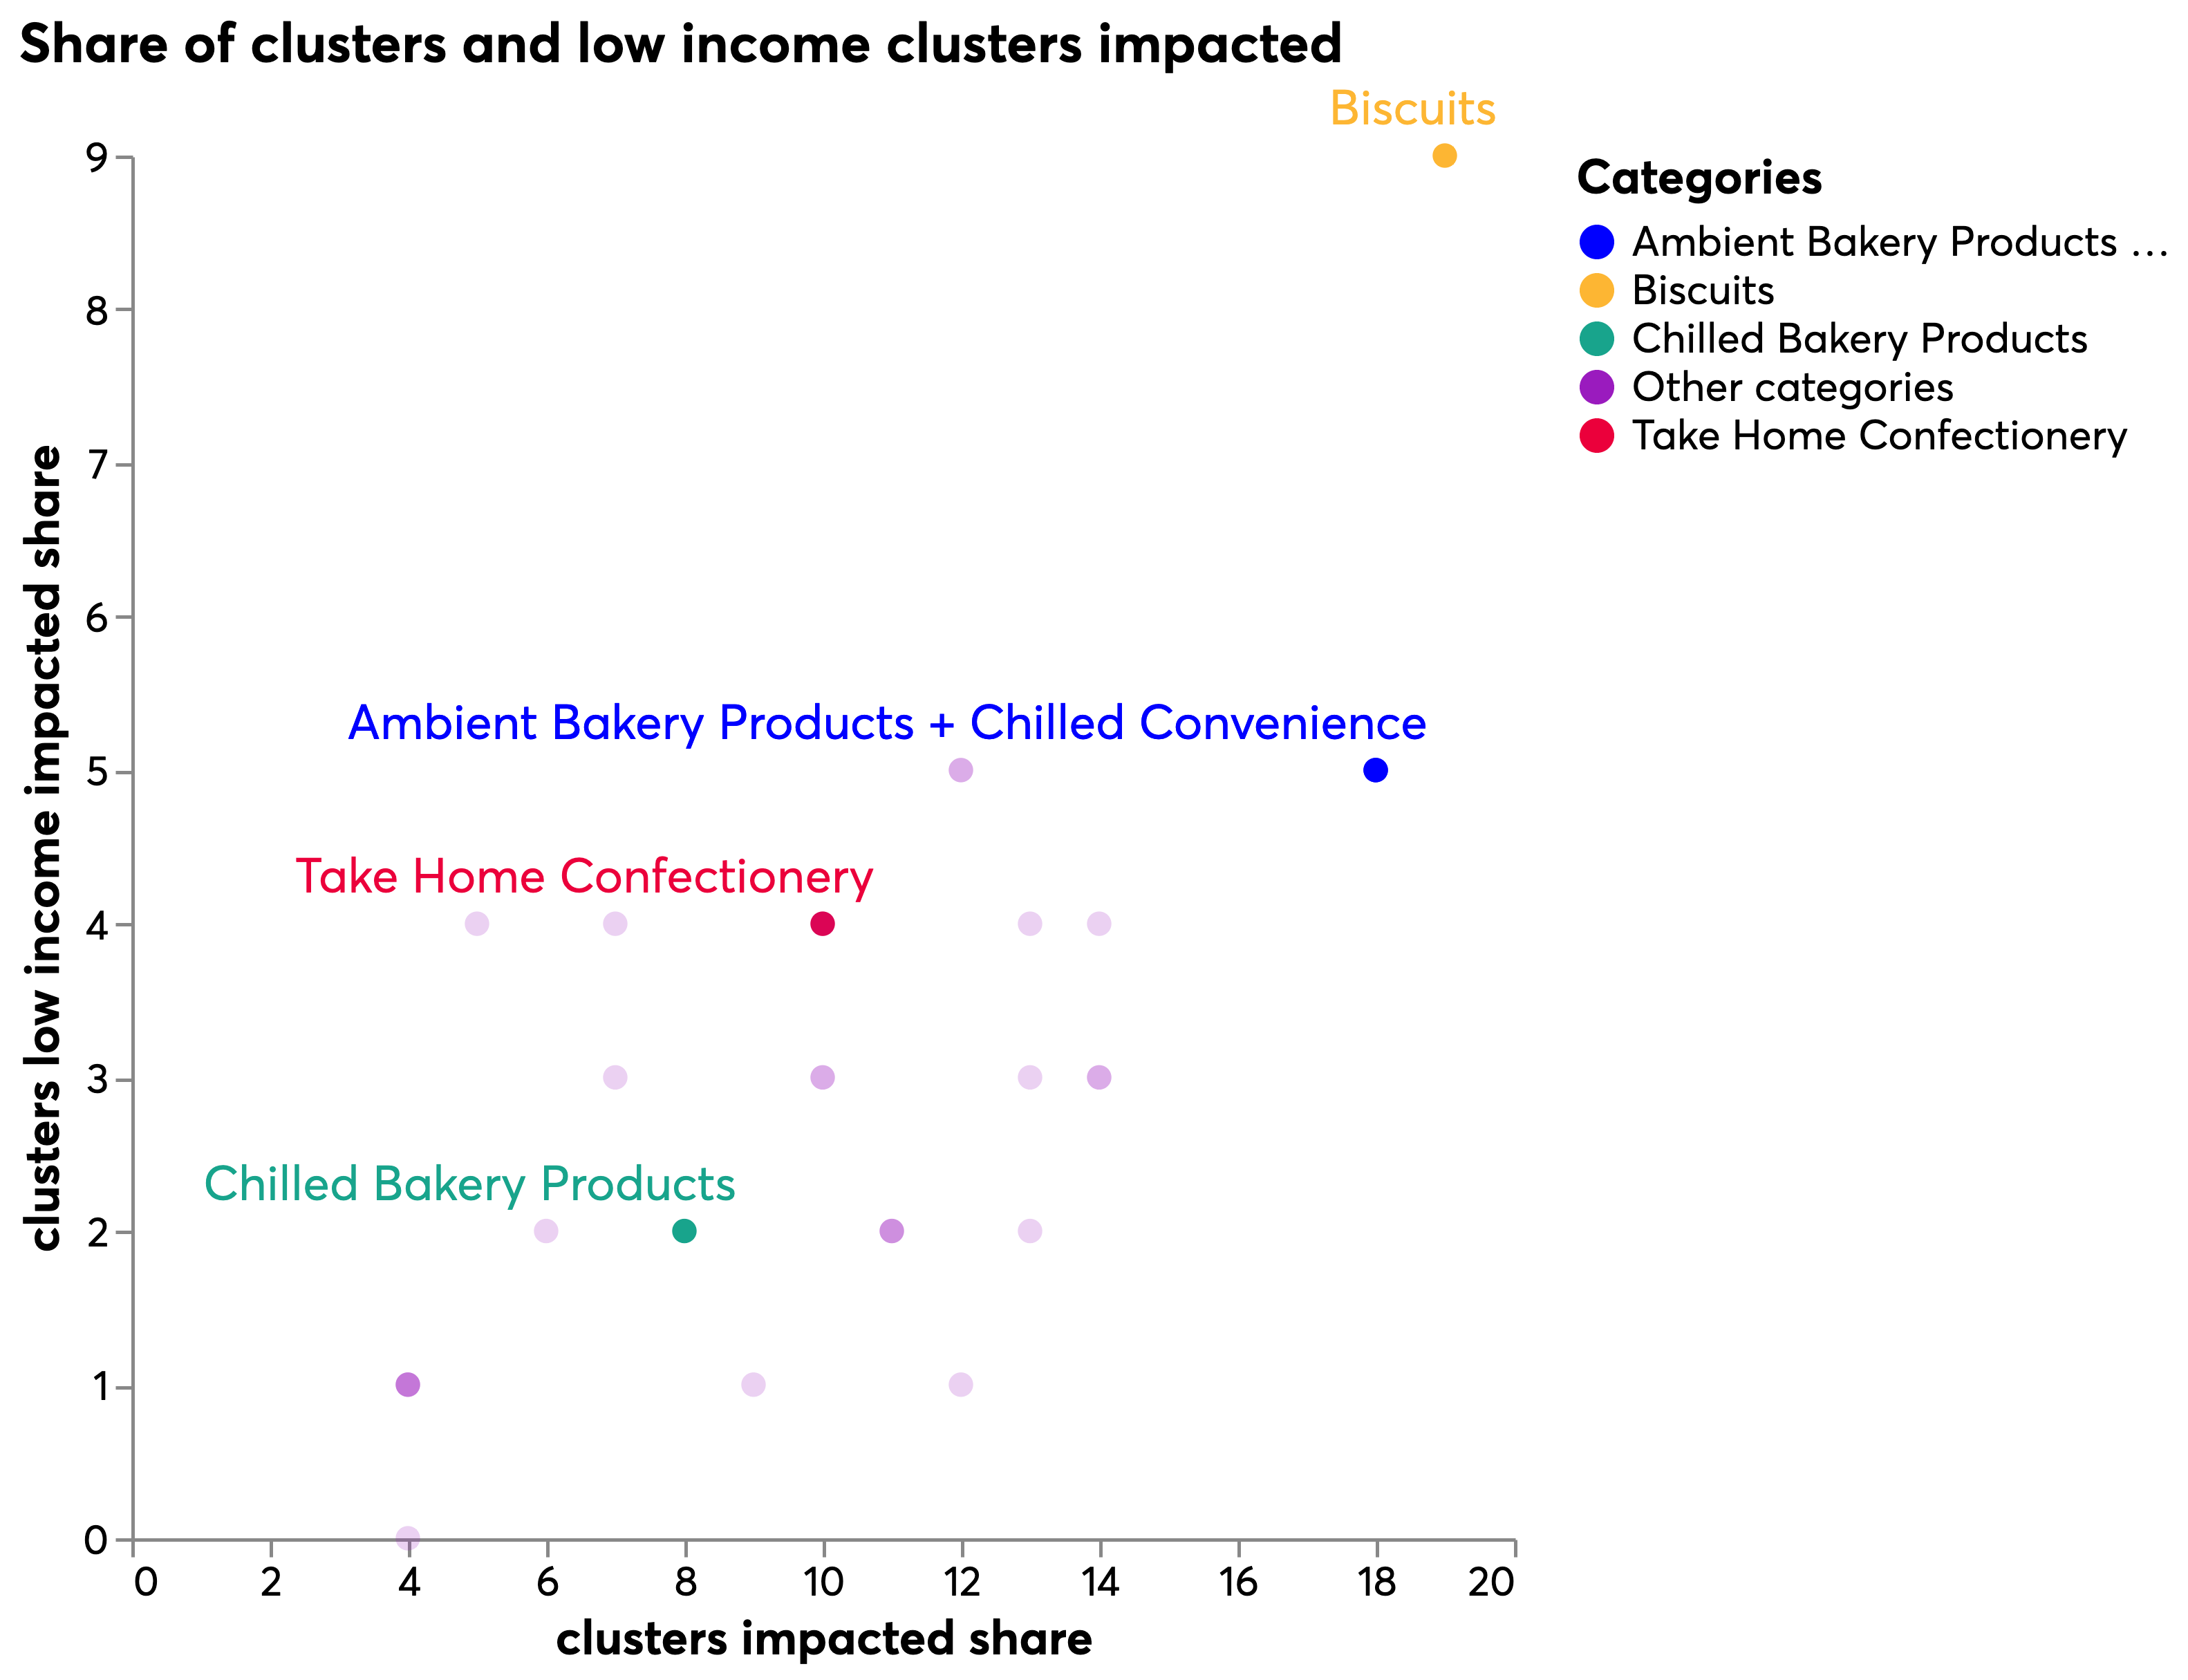 Share of clusters and low income clusters impacted
Biscuits
Categories
Ambient Bakery Products …
Biscuits
Chilled Bakery Products
Other categories
Take Home Confectionery
clusters low income impacted share
9
8
7
6
5
4
3
2
1
0
Ambient Bakery Products + Chilled Convenience
Take Home Confectionery
Chilled Bakery Products
0 2 4 6 8 10 12 14 16 18 20
clusters impacted share